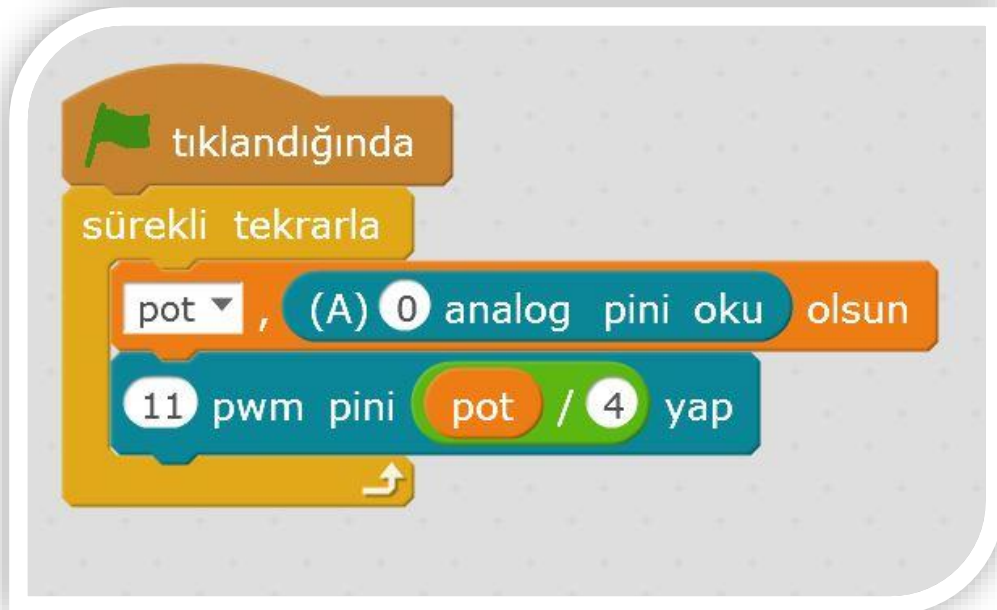 tıklandığında
sürekli tekrarla
pot , (A) 0 analog pini oku olsun
11 pwm pini pot / 4 yap